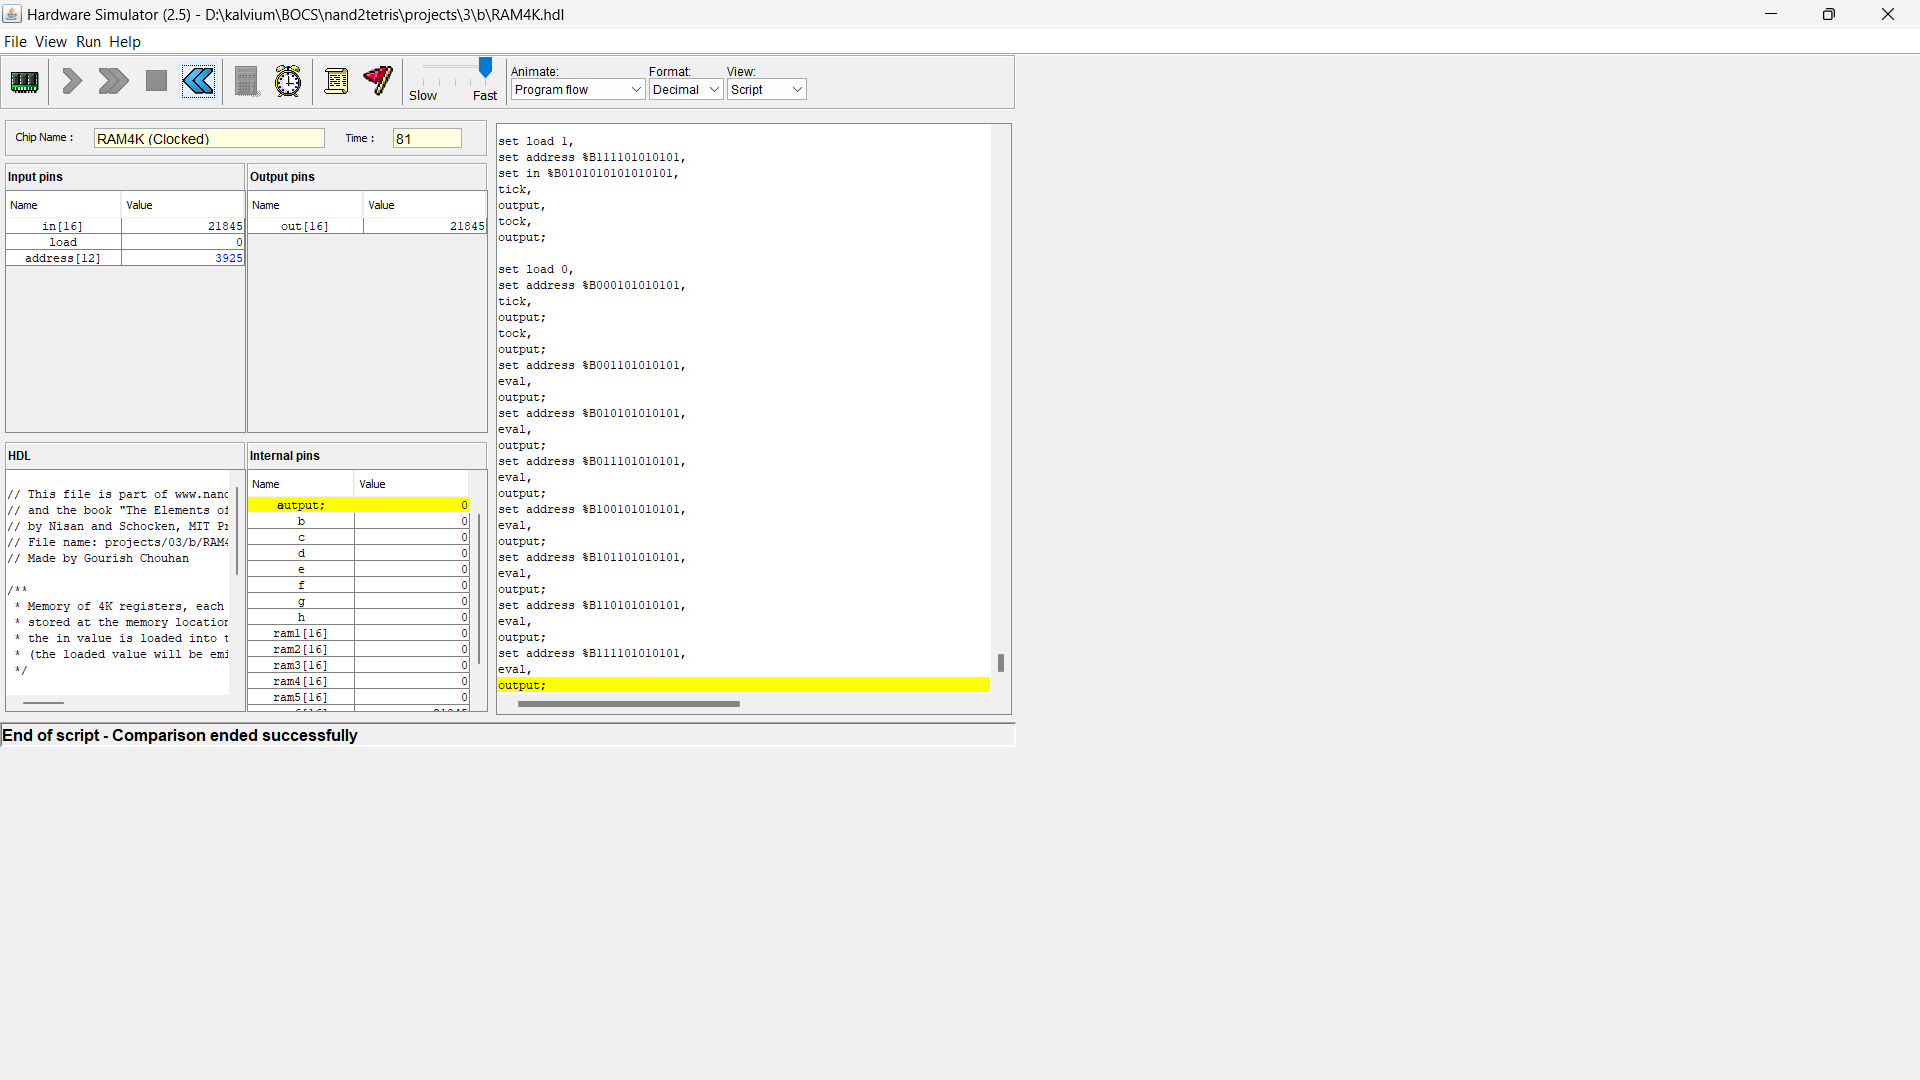 Hardware Simulator (2.5) - D:\kalvium\BOCS\nand2tetris\projects\3\b\RAM4K.hdl
File View Run Help
Slow Fast
Animate: Format: View:
Program flow Decimal Script
Chip Name : RAM4K (Clocked) Time : 81
Input pins
Name Value
in[16] 21845
load 0
address[12] 3925
Output pins
Name Value
out[16] 21845
HDL
// This file is part of www.nand
// and the book "The Elements of
// by Nisan and Schocken, MIT Pr
// File name: projects/03/b/RAM4
// Made by Gourish Chouhan
/**
* Memory of 4K registers, each
* stored at the memory location
* the in value is loaded into t
* (the loaded value will be emi
*/
Internal pins
Name Value
output; 0
b 0
c 0
d 0
e 0
f 0
g 0
h 0
ram1[16] 0
ram2[16] 0
ram3[16] 0
ram4[16] 0
ram5[16] 0
set load 1,
set address %B111101010101,
set in %B0101010101010101,
tick,
output,
tock,
output;
set load 0,
set address %B000101010101,
tick,
output;
tock,
output;
set address %B001101010101,
eval,
output;
set address %B010101010101,
eval,
output;
set address %B011101010101,
eval,
output;
set address %B100101010101,
eval,
output;
set address %B101101010101,
eval,
output;
set address %B110101010101,
eval,
output;
set address %B111101010101,
eval,
output;
End of script - Comparison ended successfully